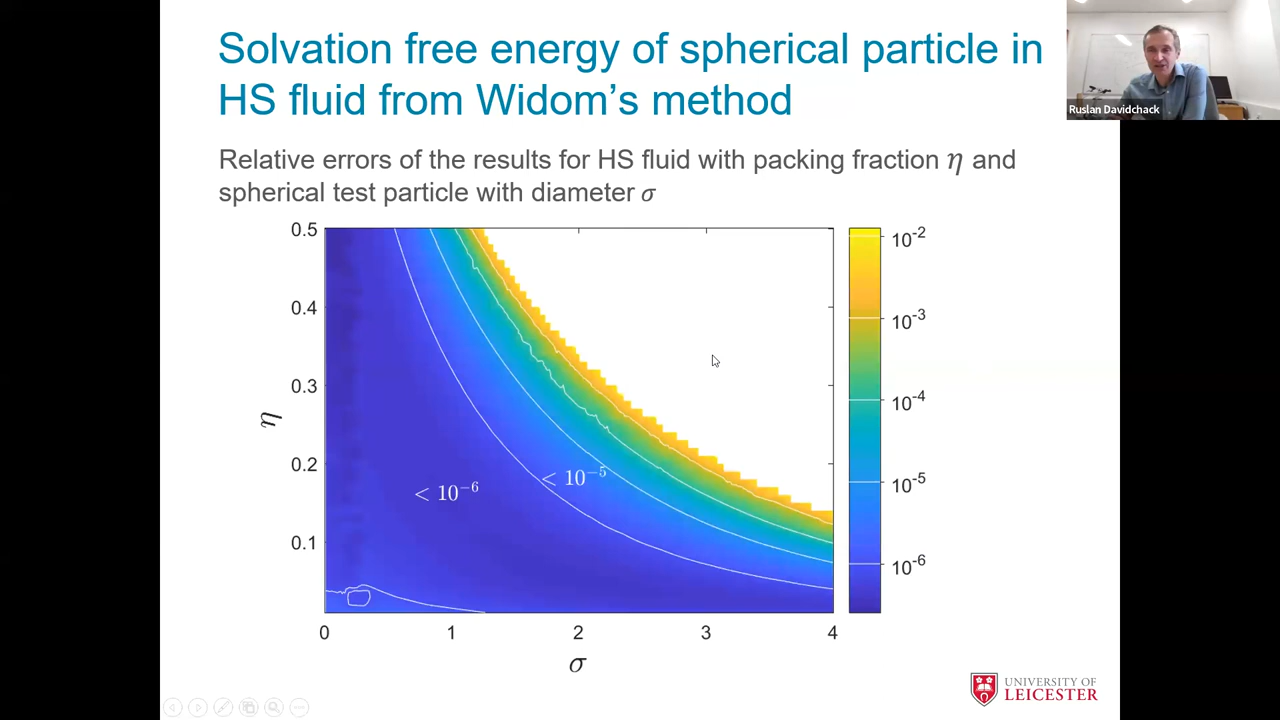 Solvation free energy of spherical particle in
HS fluid from Widom's method
Ruslan Davidchack
Relative errors of the results for HS fluid with packing fraction η and
spherical test particle with diameter σ
0.5
0.4
0.3
0.2
0.1
η
< 10⁻⁶
< 10⁻⁵
0 1 2 3 4
σ
10⁻²
10⁻³
10⁻⁴
10⁻⁵
10⁻⁶
UNIVERSITY OF
LEICESTER